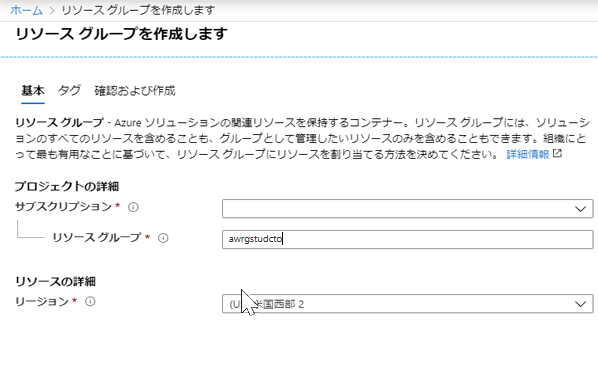 ホーム > リソース グループを作成します
リソース グループを作成します
基本 タグ 確認および作成
リソース グループ - Azure ソリューションの関連リソースを保持するコンテナー。リソース グループには、ソリューショ
ンのすべてのリソースを含めることも、グループとして管理したいリソースのみを含めることもできます。組織にと
って最も有用なことに基づいて、リソース グループにリソースを割り当てる方法を決めてください。 詳細情報
プロジェクトの詳細
サブスクリプション *
リソース グループ * awrgstudcto
リソースの詳細
リージョン * (U 米国西部 2